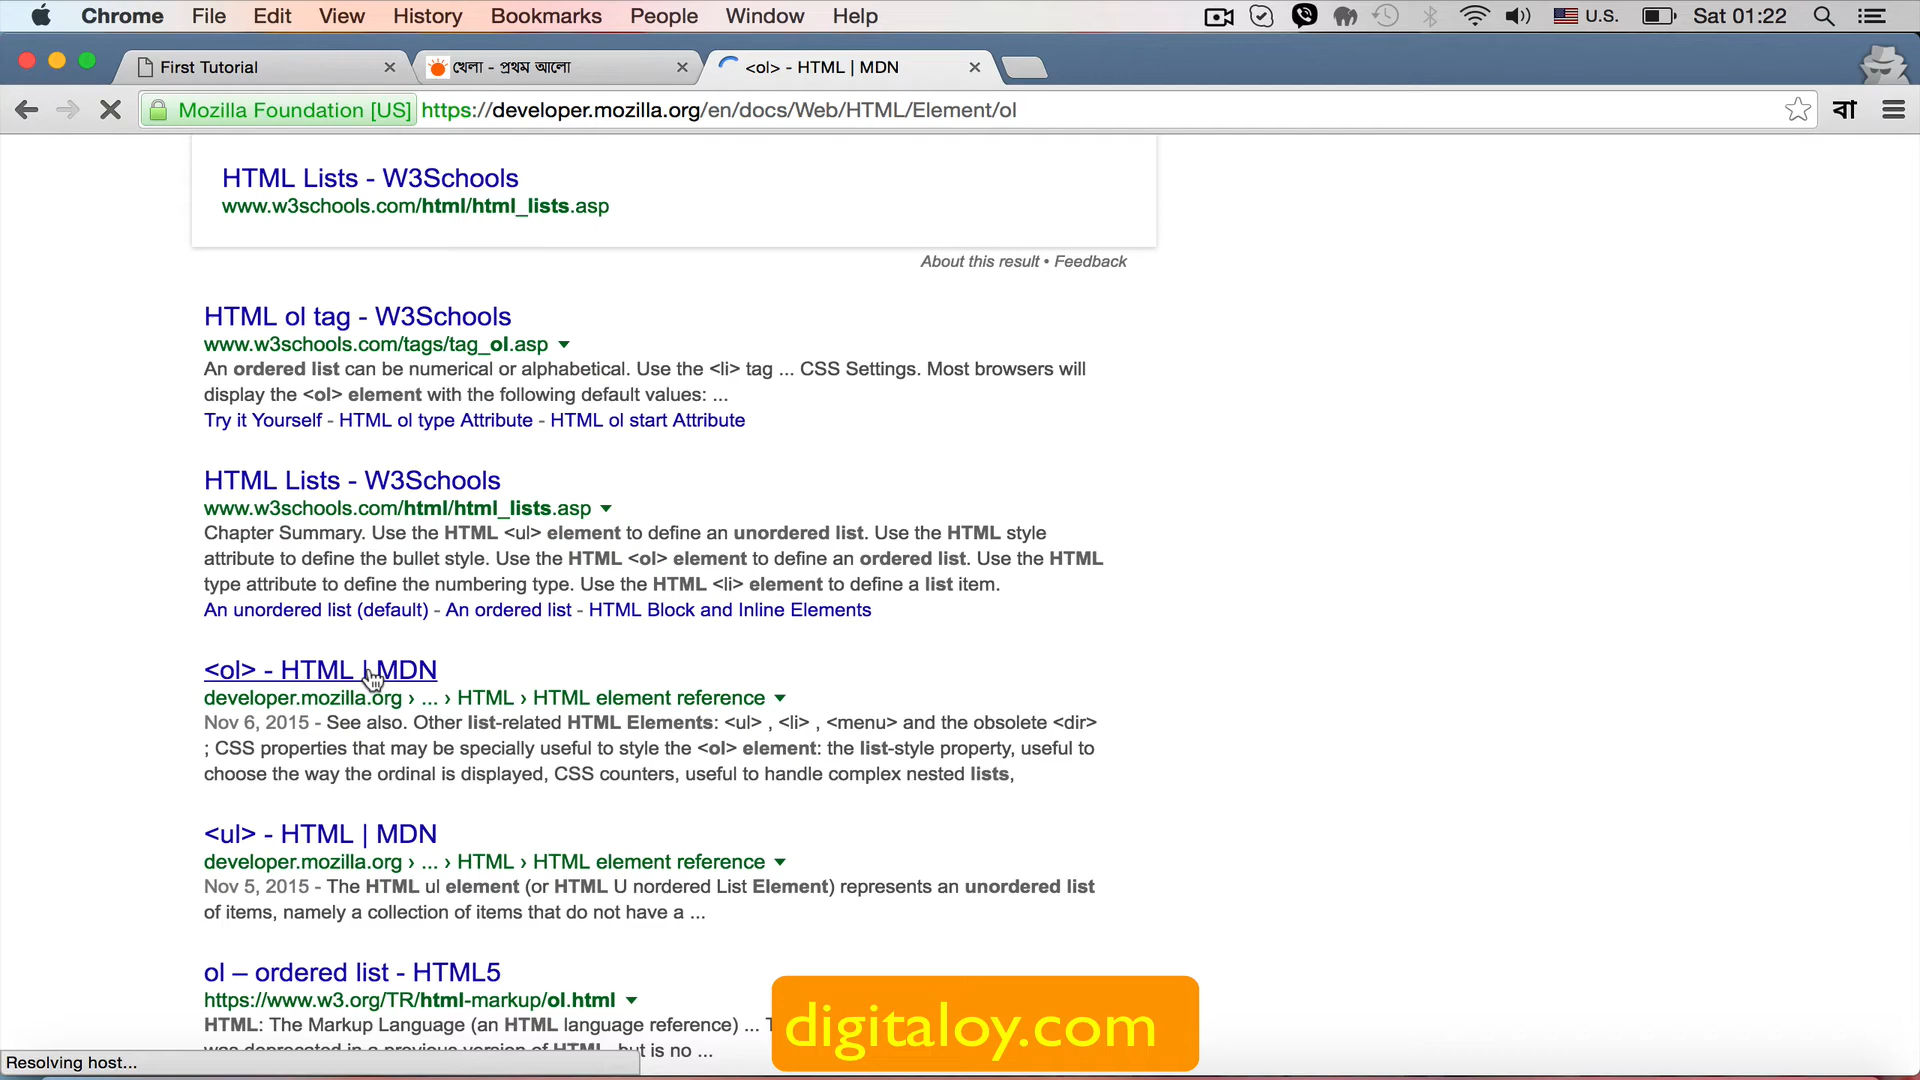 Chrome File Edit View History Bookmarks People Window Help U.S. Sat 01:22
First Tutorial খেলা - প্রথম আলো <ol> - HTML | MDN
Mozilla Foundation [US] https://developer.mozilla.org/en/docs/Web/HTML/Element/ol বা
HTML Lists - W3Schools
www.w3schools.com/html/html_lists.asp
About this result • Feedback
HTML ol tag - W3Schools
www.w3schools.com/tags/tag_ol.asp
An ordered list can be numerical or alphabetical. Use the <li> tag ... CSS Settings. Most browsers will
display the <ol> element with the following default values: ...
Try it Yourself - HTML ol type Attribute - HTML ol start Attribute
HTML Lists - W3Schools
www.w3schools.com/html/html_lists.asp
Chapter Summary. Use the HTML <ul> element to define an unordered list. Use the HTML style
attribute to define the bullet style. Use the HTML <ol> element to define an ordered list. Use the HTML
type attribute to define the numbering type. Use the HTML <li> element to define a list item.
An unordered list (default) - An ordered list - HTML Block and Inline Elements
<ol> - HTML | MDN
developer.mozilla.org › ... › HTML › HTML element reference
Nov 6, 2015 - See also. Other list-related HTML Elements: <ul> , <li> , <menu> and the obsolete <dir>
; CSS properties that may be specially useful to style the <ol> element: the list-style property, useful to
choose the way the ordinal is displayed, CSS counters, useful to handle complex nested lists,
<ul> - HTML | MDN
developer.mozilla.org › ... › HTML › HTML element reference
Nov 5, 2015 - The HTML ul element (or HTML U nordered List Element) represents an unordered list
of items, namely a collection of items that do not have a ...
ol – ordered list - HTML5
https://www.w3.org/TR/html-markup/ol.html
HTML: The Markup Language (an HTML language reference) ...
was deprecated in a previous version of HTML, but is no ...
digitaloy.com
Resolving host...